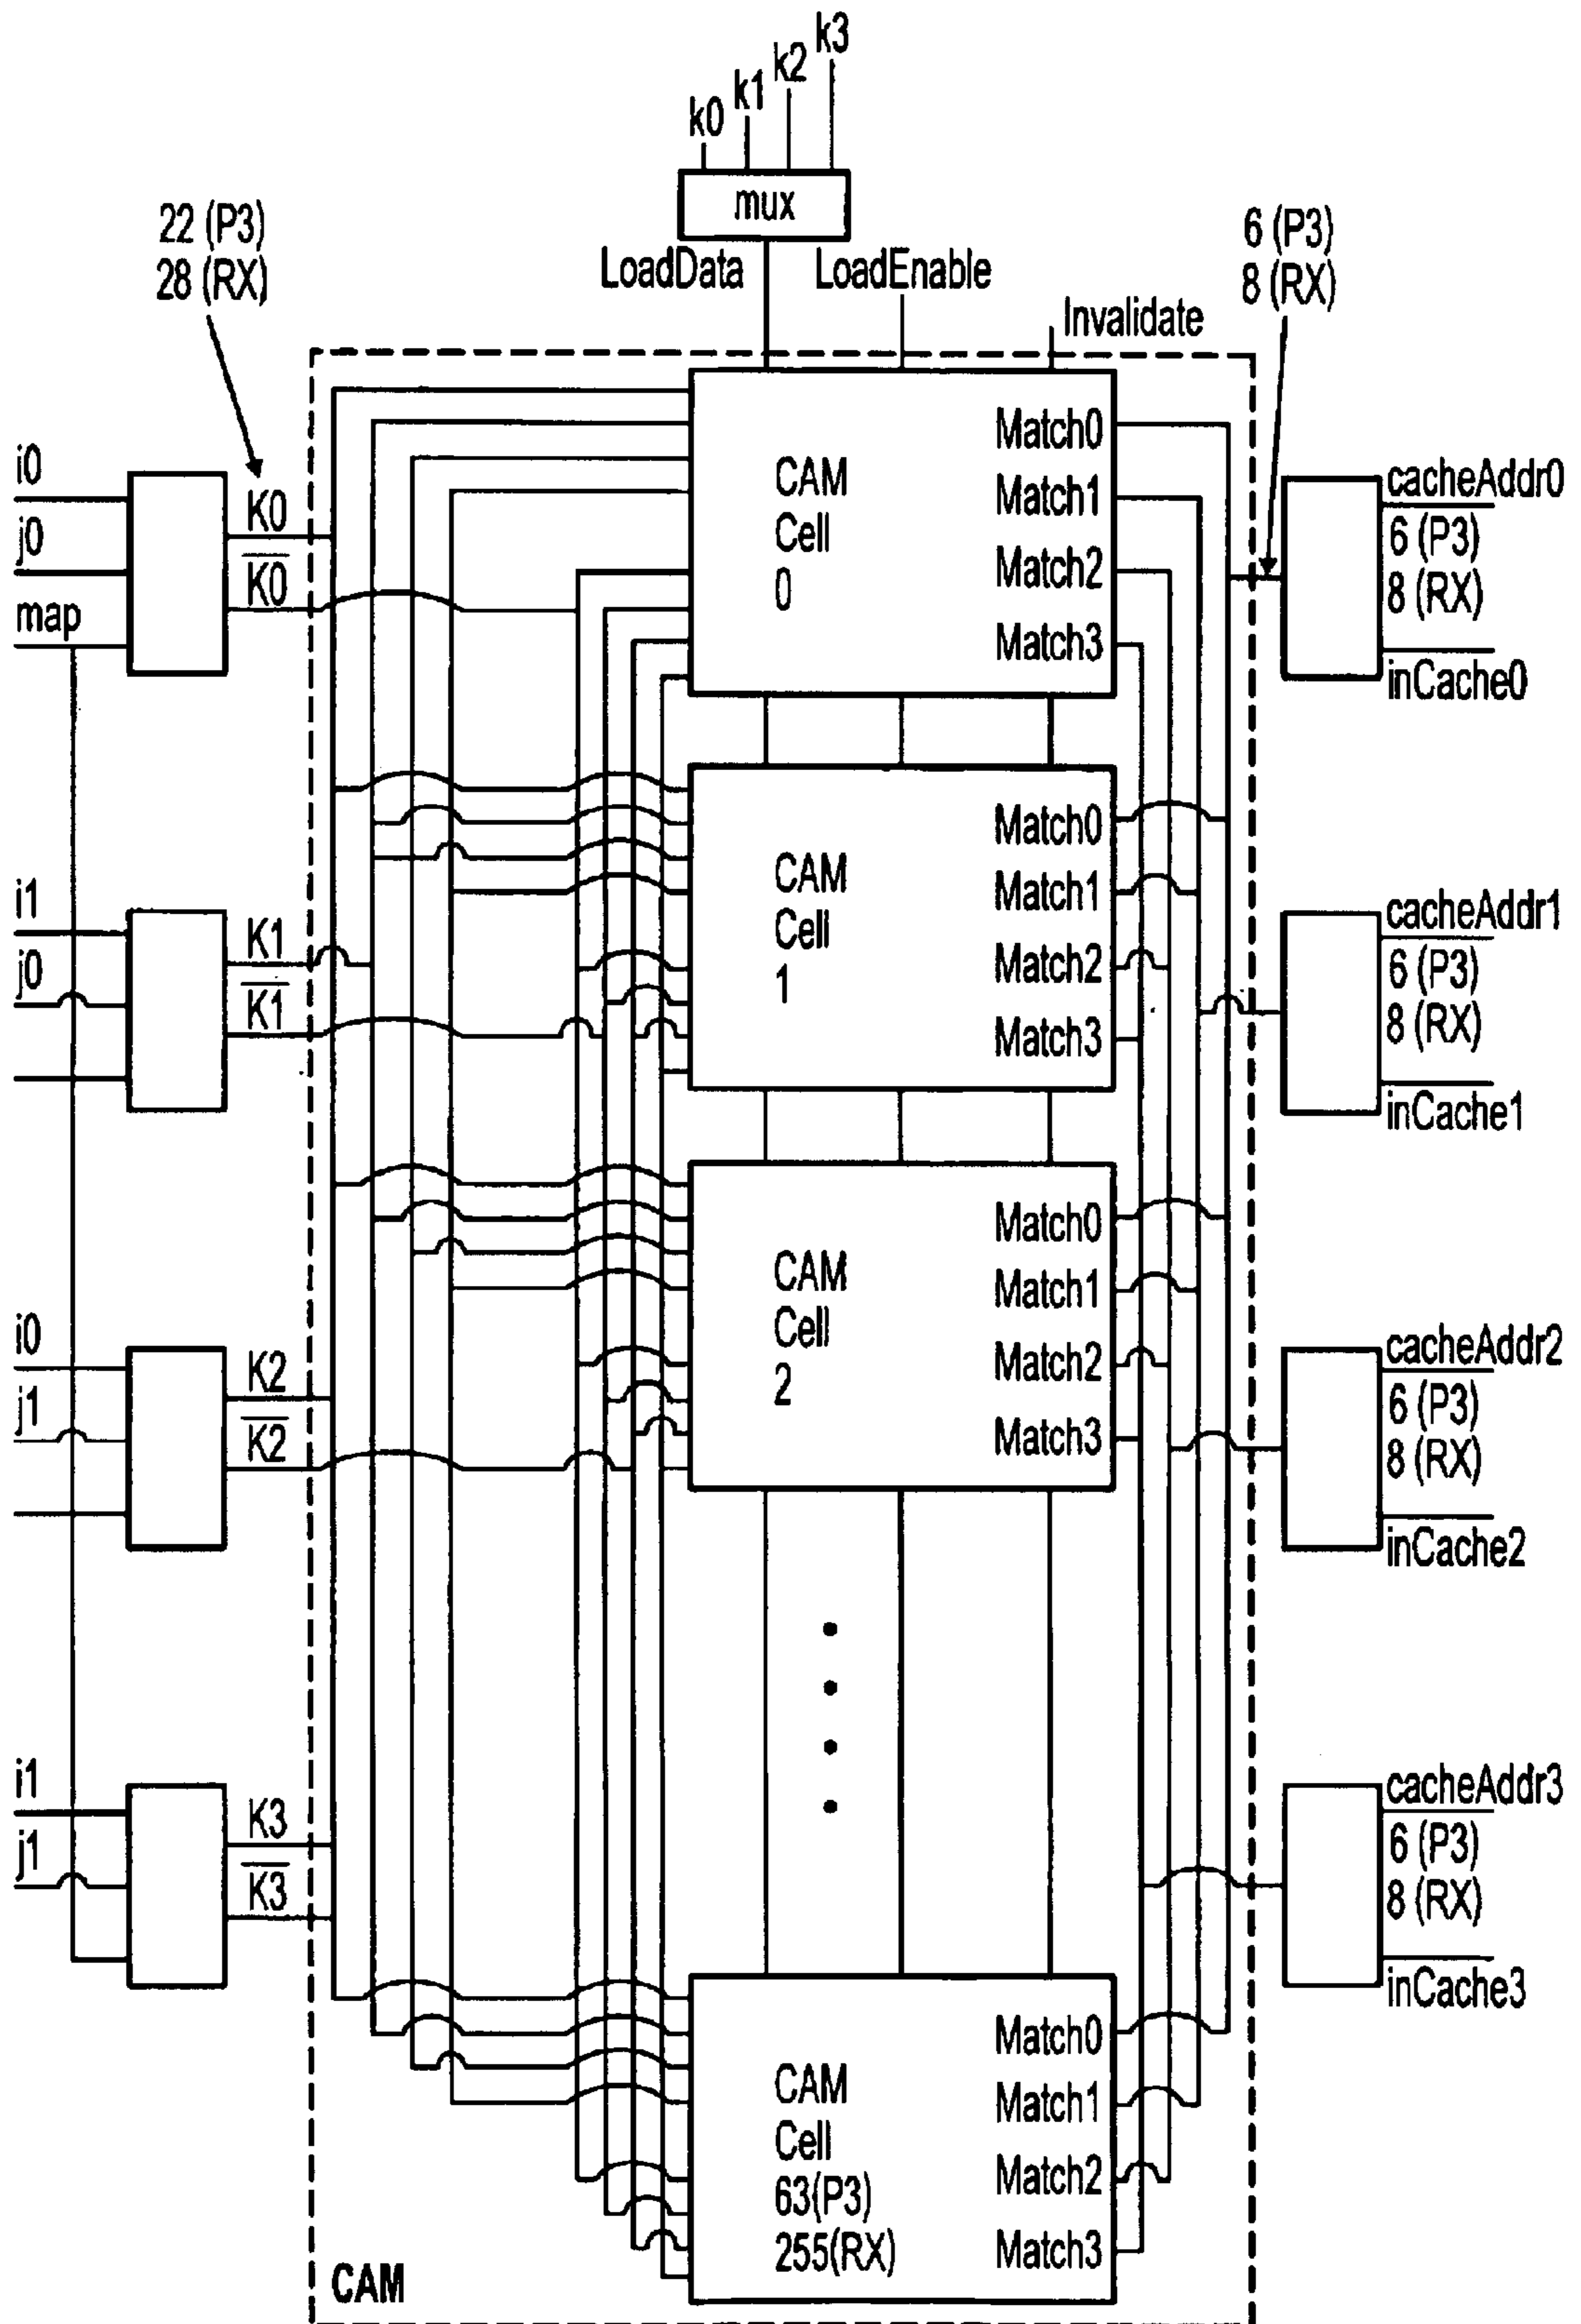 k0
k1
k2
k3
mux
LoadData
LoadEnable
Invalidate
22 (P3)
28 (RX)
6 (P3)
8 (RX)
i0
j0
map
K0
K0
CAM
Cell
0
Match0
Match1
Match2
Match3
cacheAddr0
6 (P3)
8 (RX)
inCache0
i1
j0
K1
K1
CAM
Cell
1
Match0
Match1
Match2
Match3
cacheAddr1
6 (P3)
8 (RX)
inCache1
i0
j1
K2
K2
CAM
Cell
2
Match0
Match1
Match2
Match3
cacheAddr2
6 (P3)
8 (RX)
inCache2
i1
j1
K3
K3
CAM
Cell
63(P3)
255(RX)
Match0
Match1
Match2
Match3
cacheAddr3
6 (P3)
8 (RX)
inCache3
CAM